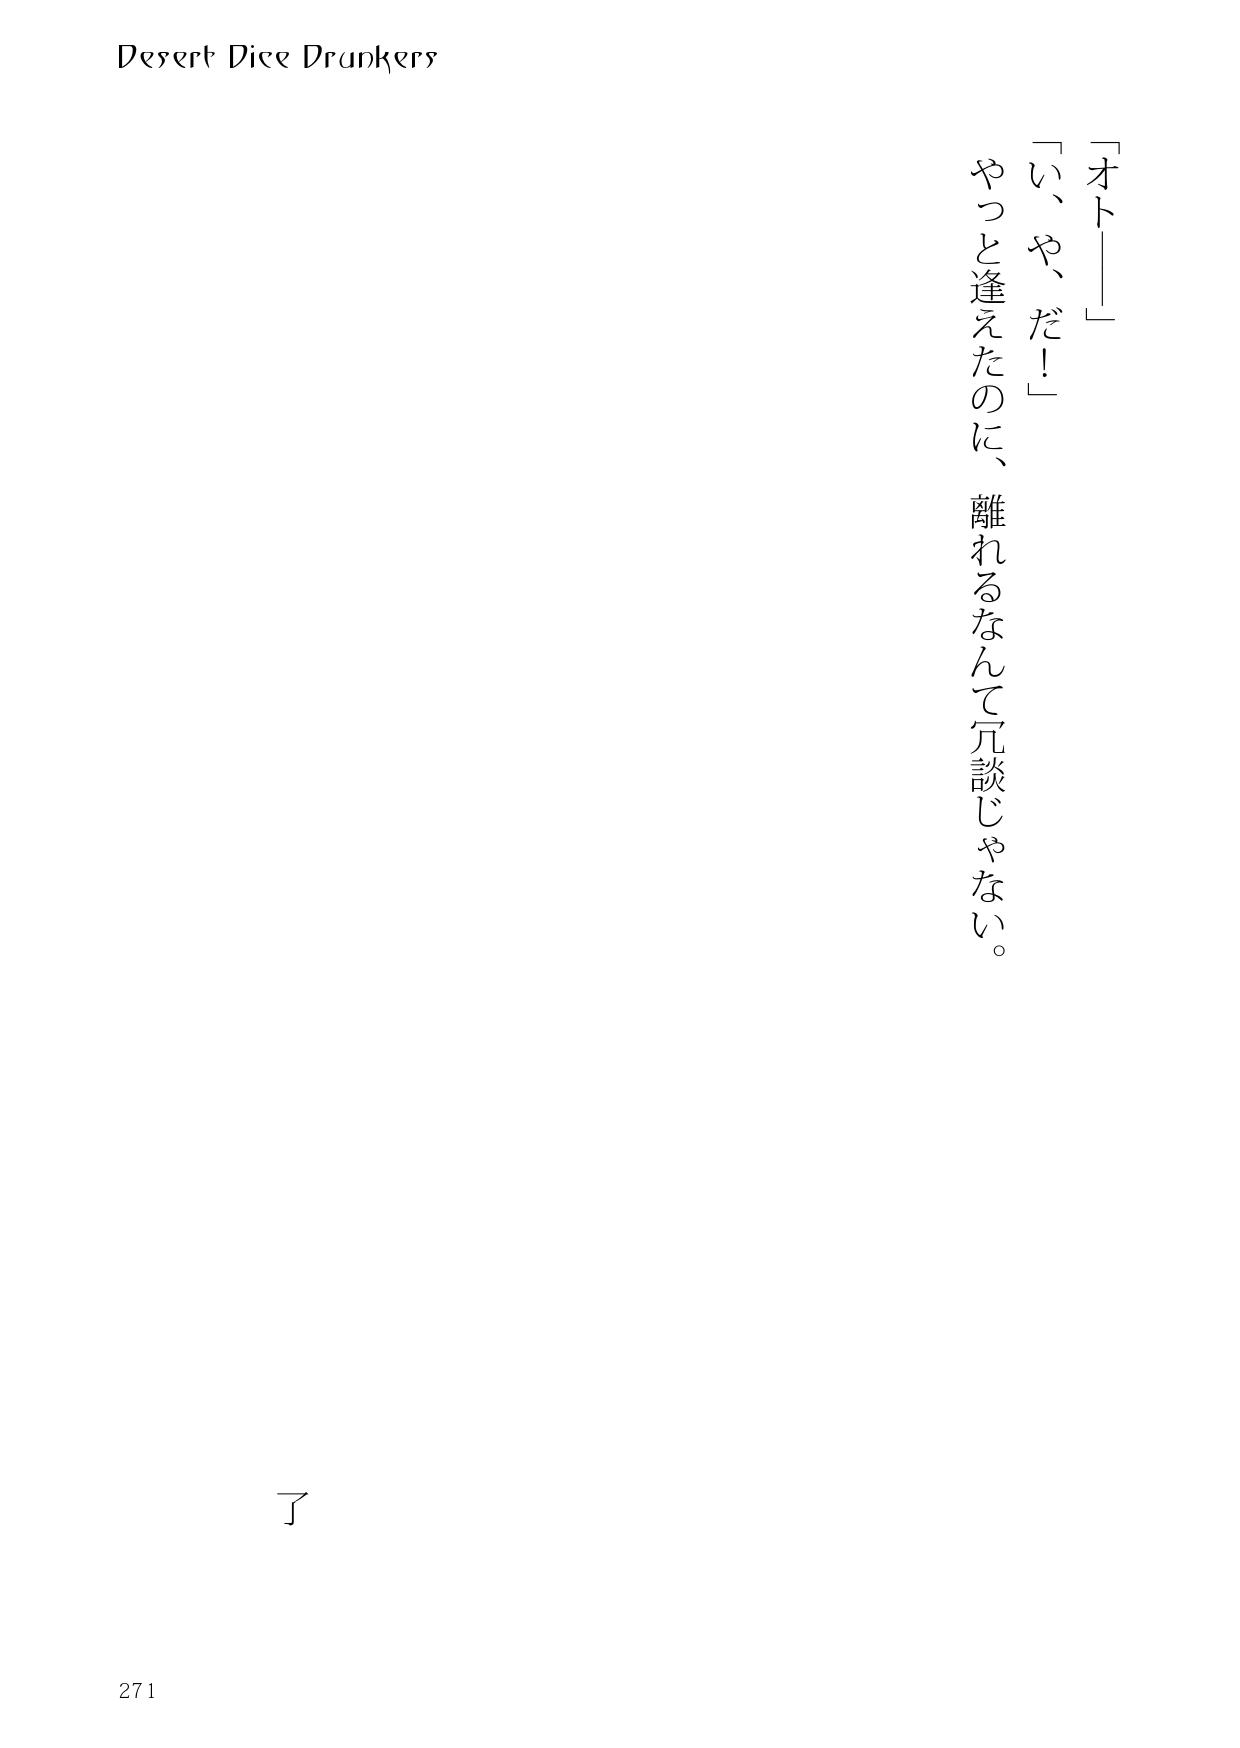 Desert Dice Drunkers
「オト――」
「い、や、だ！」
やっと逢えたのに、離れるなんて冗談じゃない。
了
271